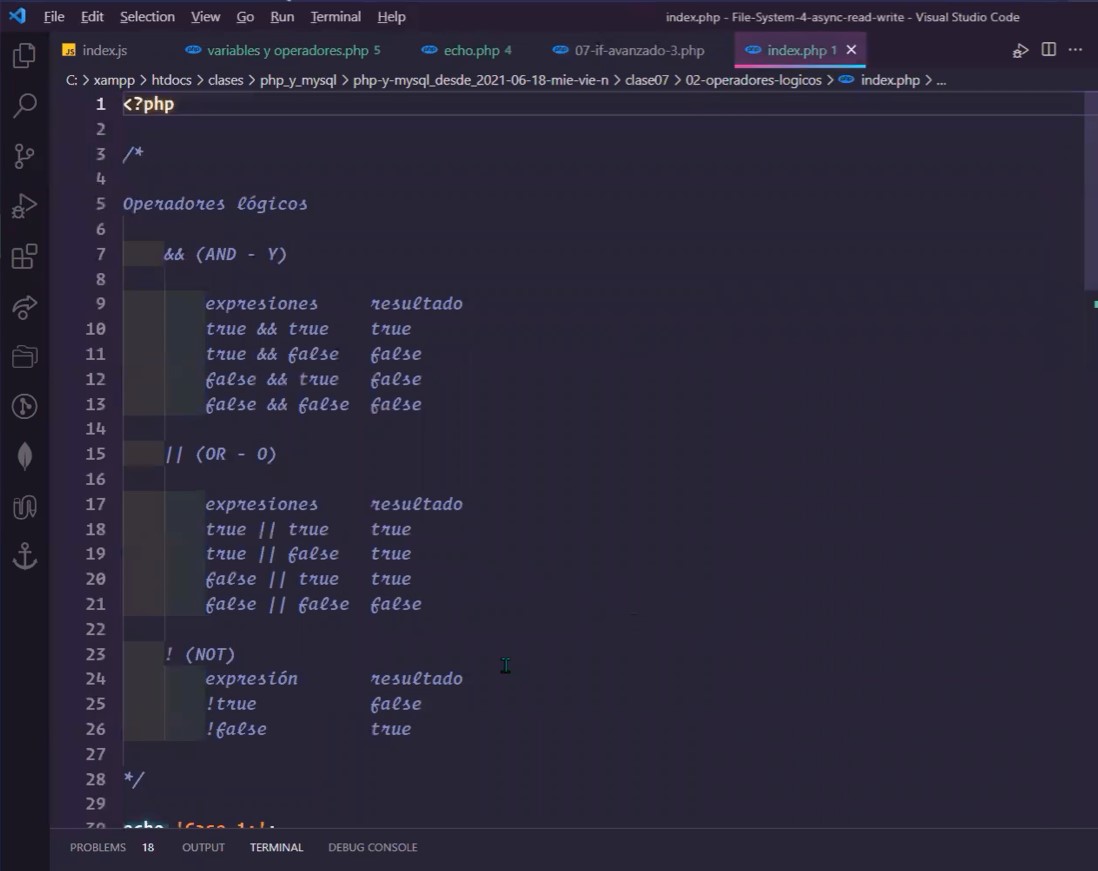 File Edit Selection View Go Run Terminal Help index.php - File-System-4-async-read-write - Visual Studio Code
JS index.js variables y operadores.php 5 echo.php 4 07-if-avanzado-3.php index.php 1
C: > xampp > htdocs > clases > php_y_mysql > php-y-mysql_desde_2021-06-18-mie-vie-n > clase07 > 02-operadores-logicos > index.php > ...
1 <?php
2
3 /*
4
5 Operadores lógicos
6
7 && (AND - Y)
8
9 expresiones resultado
10 true && true true
11 true && false false
12 false && true false
13 false && false false
14
15 || (OR - O)
16
17 expresiones resultado
18 true || true true
19 true || false true
20 false || true true
21 false || false false
22
23 ! (NOT)
24 expresión resultado
25 !true false
26 !false true
27
28 */
29
30 echo 'Caso 1:';
PROBLEMS 18 OUTPUT TERMINAL DEBUG CONSOLE